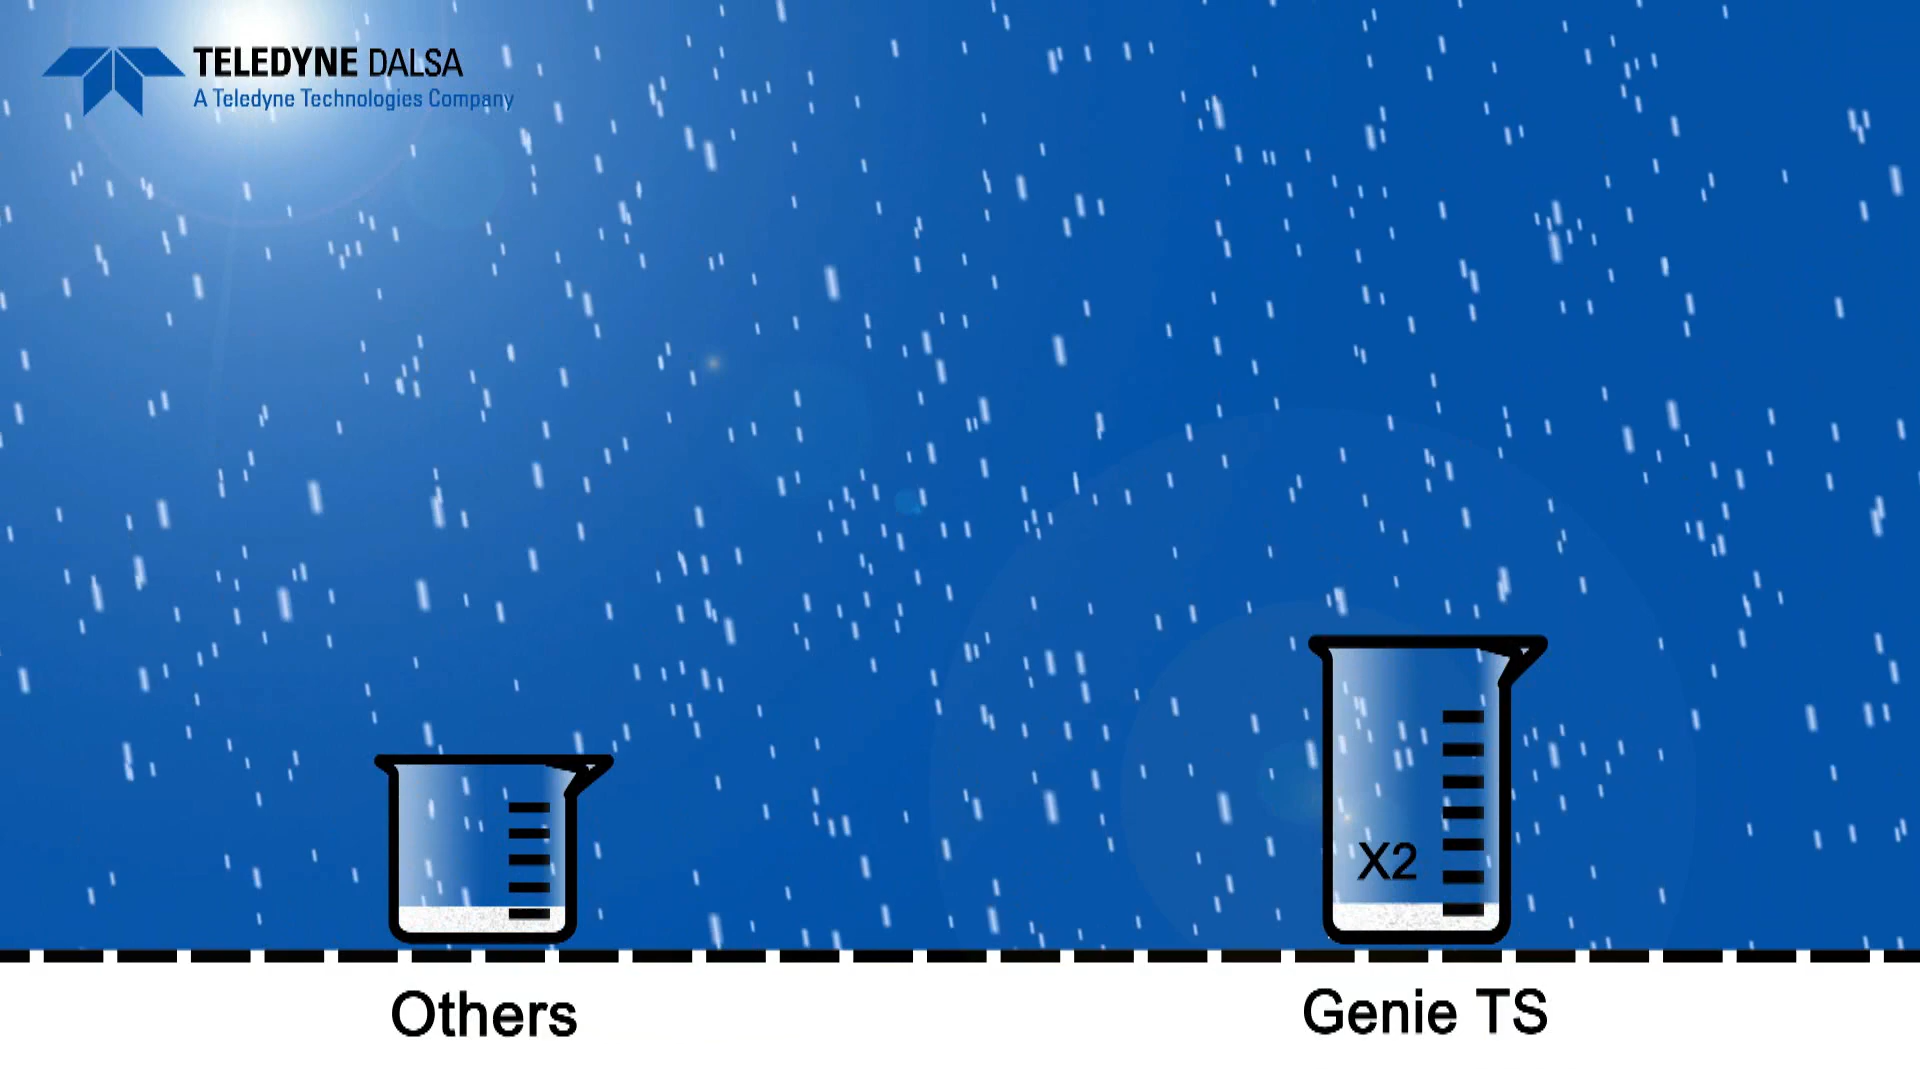 TELEDYNE DALSA
A Teledyne Technologies Company
X2
Others
Genie TS